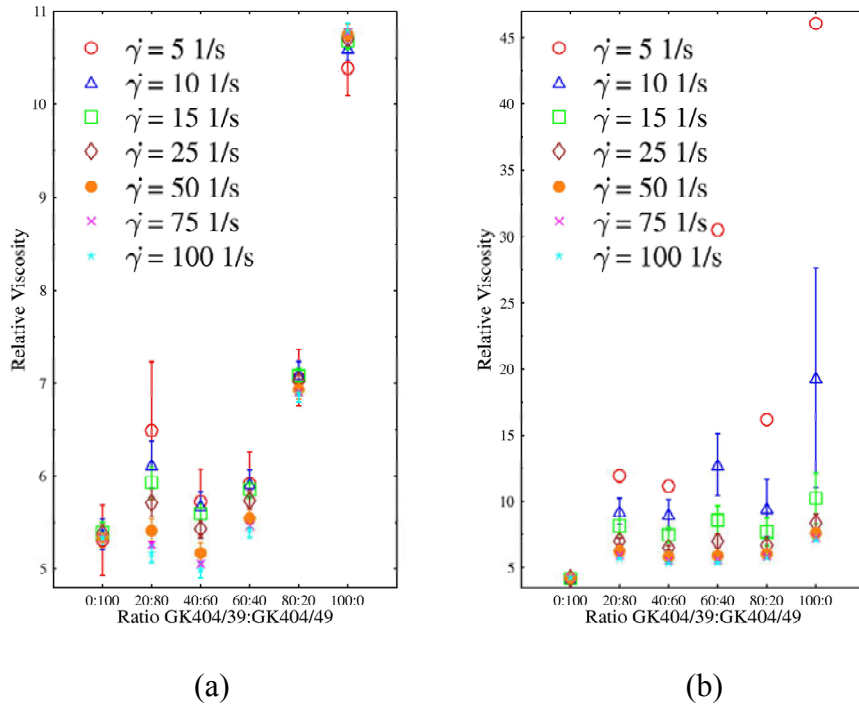 11
10
9
8
7
6
5
Relative Viscosity
γ̇ = 5 1/s
γ̇ = 10 1/s
γ̇ = 15 1/s
γ̇ = 25 1/s
γ̇ = 50 1/s
γ̇ = 75 1/s
γ̇ = 100 1/s
0:100 20:80 40:60 60:40 80:20 100:0
Ratio GK404/39:GK404/49
(a)
45
40
35
30
25
20
15
10
5
Relative Viscosity
γ̇ = 5 1/s
γ̇ = 10 1/s
γ̇ = 15 1/s
γ̇ = 25 1/s
γ̇ = 50 1/s
γ̇ = 75 1/s
γ̇ = 100 1/s
0:100 20:80 40:60 60:40 80:20 100:0
Ratio GK404/39:GK404/49
(b)